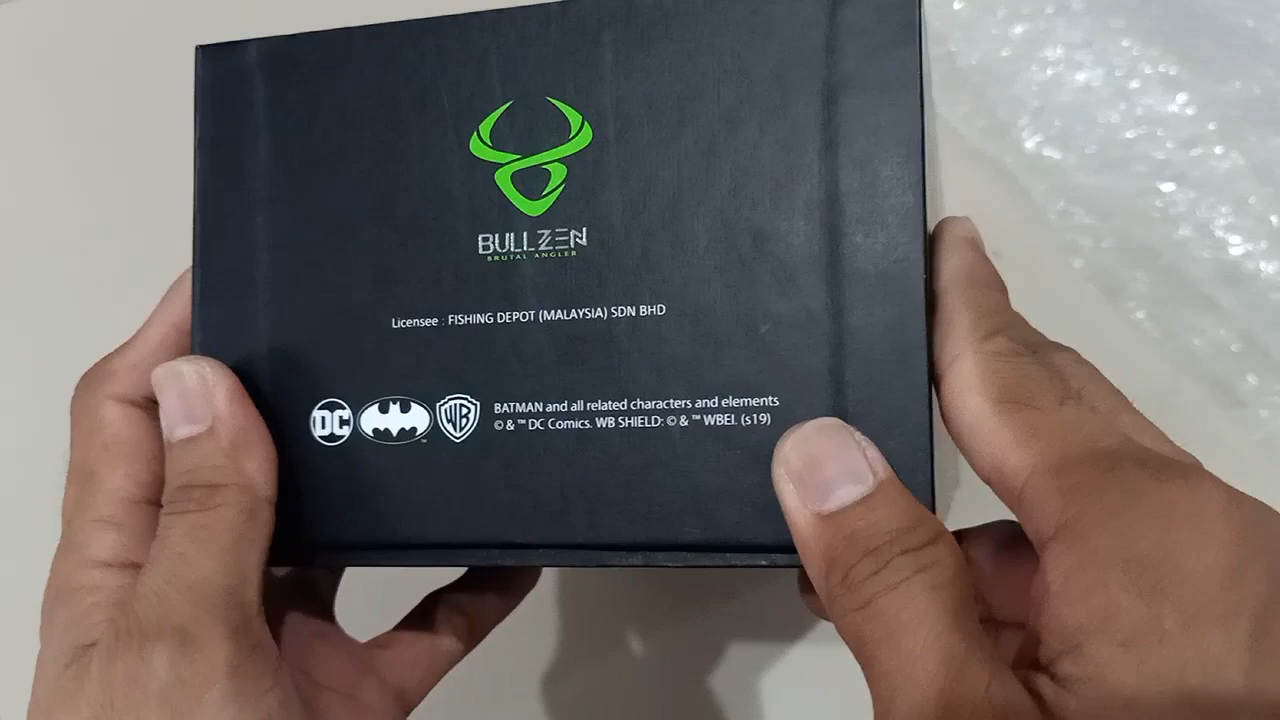 BULLZEN
BRUTAL ANGLER
Licensee : FISHING DEPOT (MALAYSIA) SDN BHD
DC
WB
BATMAN and all related characters and elements
© & ™ DC Comics. WB SHIELD: © & ™ WBEI. (s19)